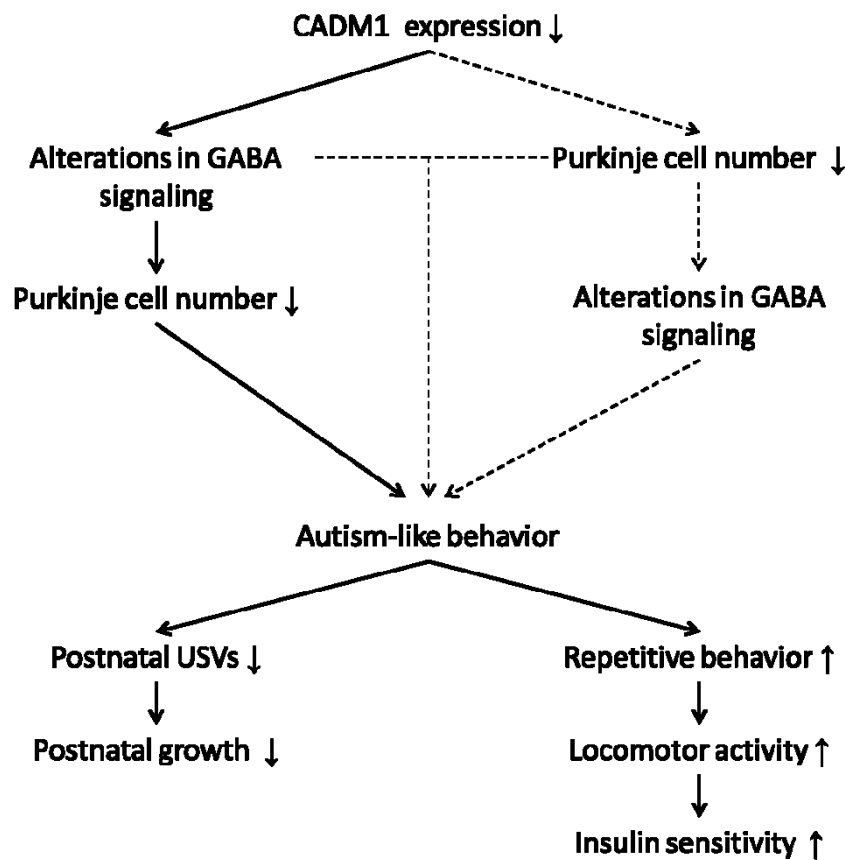 CADM1 expression ↓
Alterations in GABA
signaling
Purkinje cell number ↓
Purkinje cell number ↓
Alterations in GABA
signaling
Autism-like behavior
Postnatal USVs ↓
Repetitive behavior ↑
Postnatal growth ↓
Locomotor activity ↑
Insulin sensitivity ↑